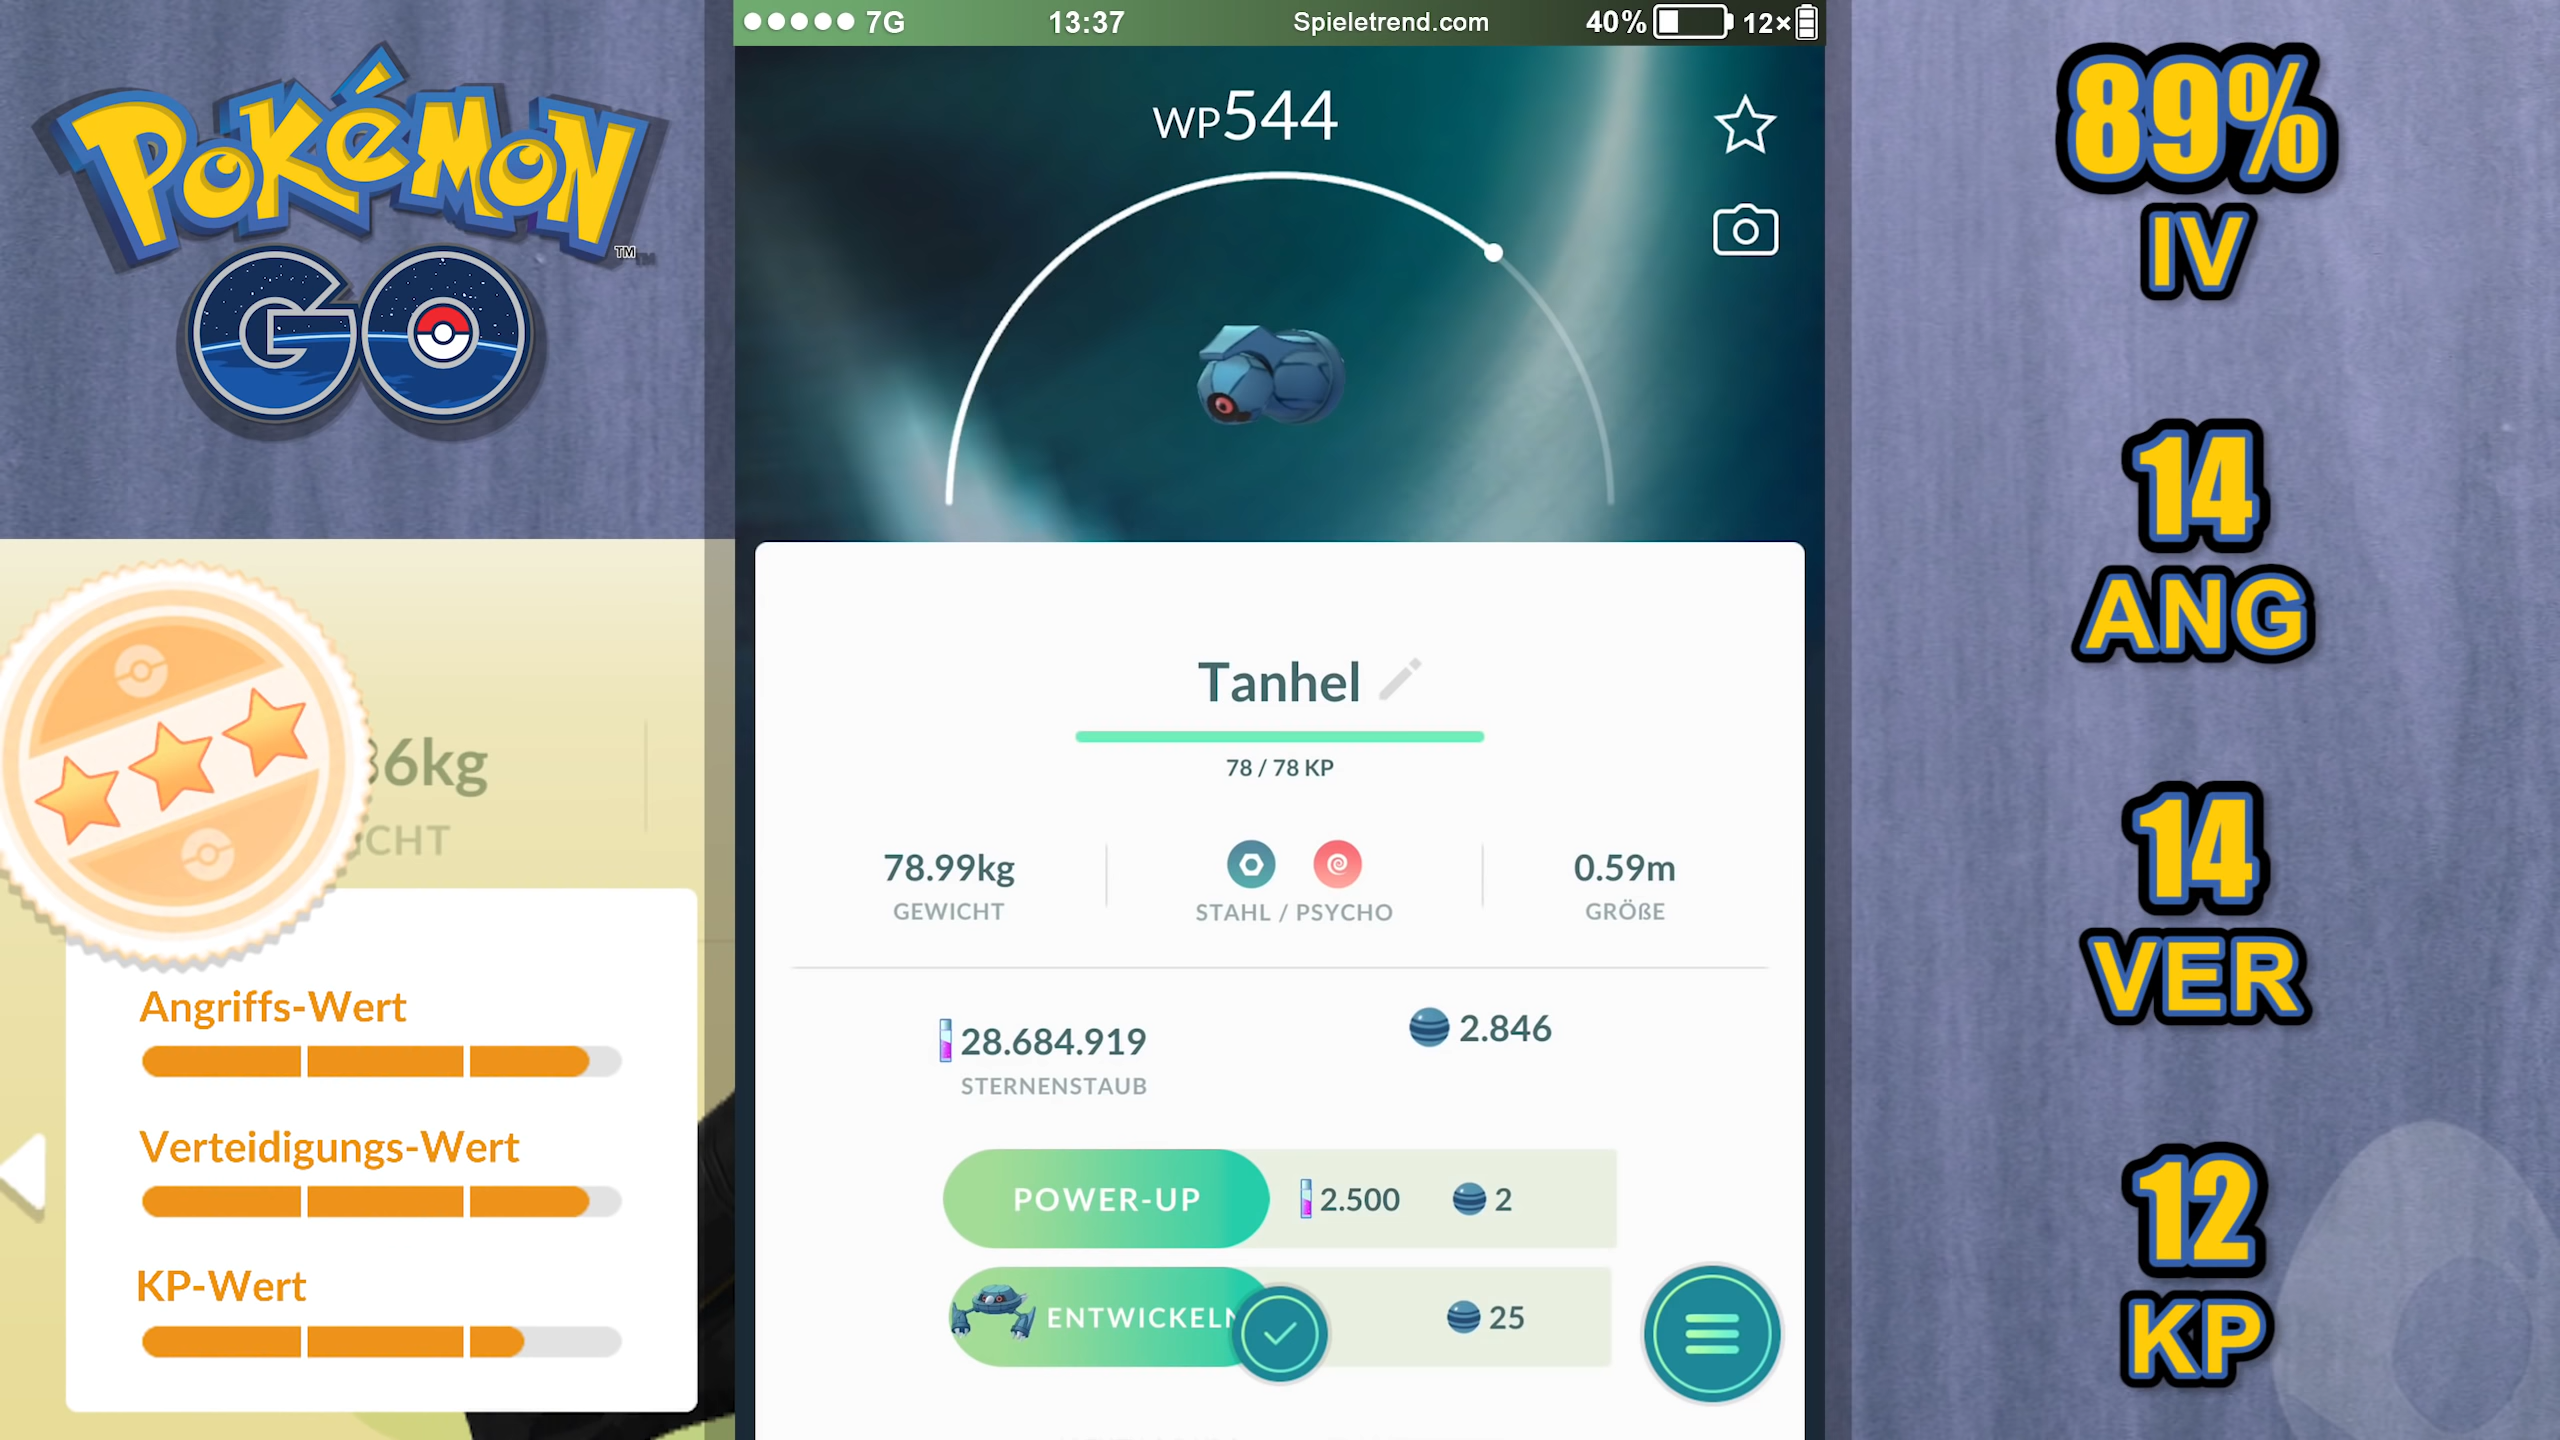 POKéMON
™
GO
7G 13:37 Spieletrend.com 40% 12×
WP544
Tanhel
78 / 78 KP
78.99kg
GEWICHT
STAHL / PSYCHO
0.59m
GRÖßE
28.684.919
STERNENSTAUB
2.846
POWER-UP 2.500 2
ENTWICKELN 25
6kg
CHT
Angriffs-Wert
Verteidigungs-Wert
KP-Wert
89%
IV
14
ANG
14
VER
12
KP